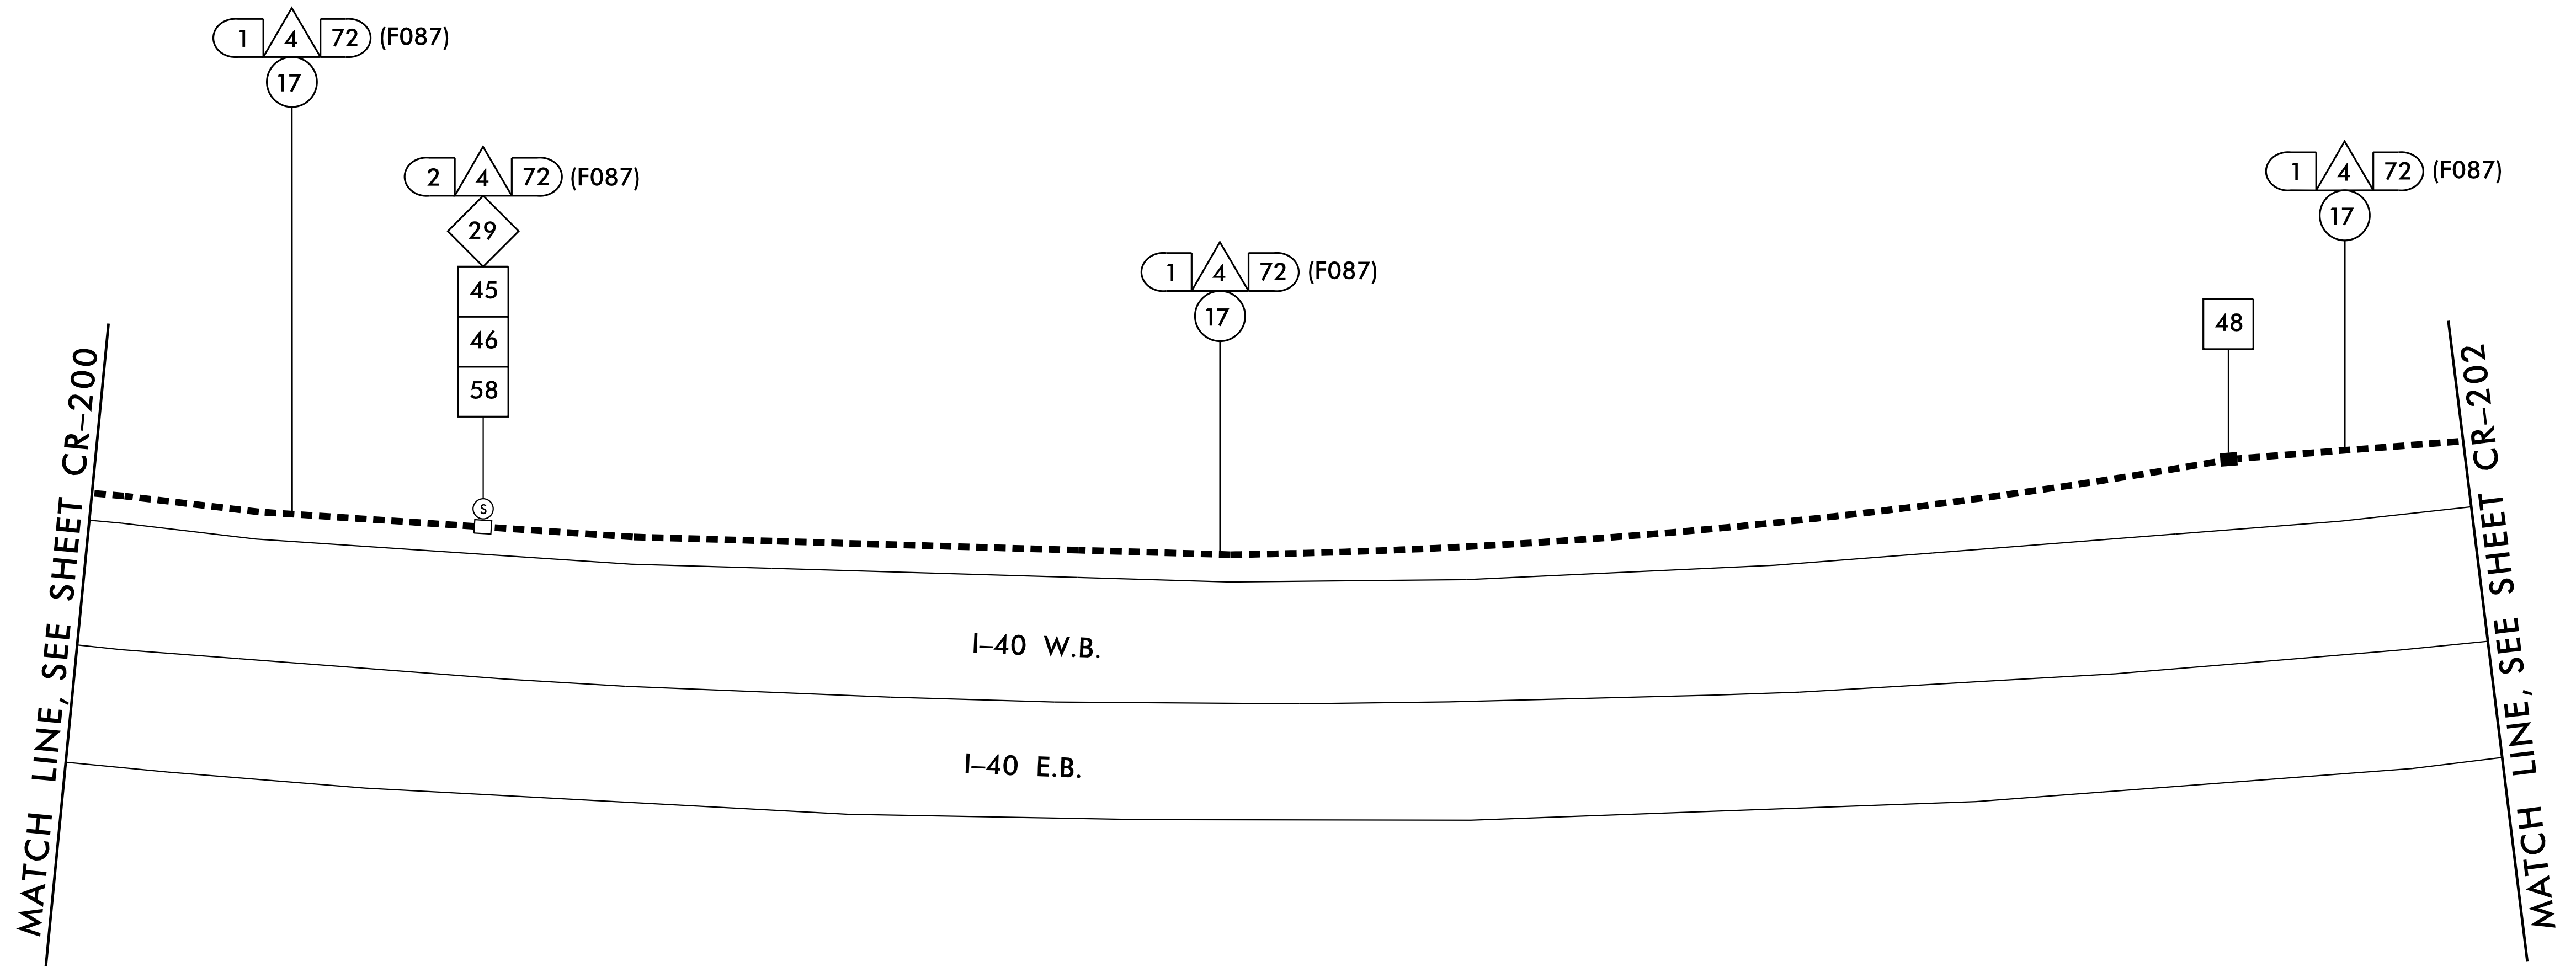 1 4 72 (F087)
17
2 4 72 (F087)
29
45
46
58
1 4 72 (F087)
17
1 4 72 (F087)
17
48
MATCH LINE, SEE SHEET CR-200
I-40 W.B.
I-40 E.B.
MATCH LINE, SEE SHEET CR-202
S